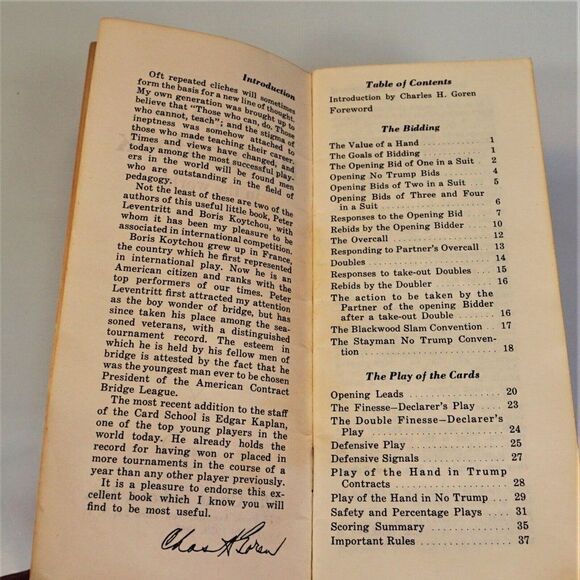 Introduction
Oft repeated cliches will sometimes
form the basis for a new line of thought.
My own generation was brought up to
believe that "Those who can do. Those
who cannot, teach"; and the stigma of
ineptness was somehow attached to
those who made teaching their career.
Times and views have changed, and
today among the most successful play-
ers in the world will be found men
who are outstanding in the field of
pedagogy.
Not the least of these are two of the
authors of this useful little book, Peter
Leventritt and Boris Koytchou, with
whom it has been my pleasure to be
associated in international competition.
Boris Koytchou grew up in France,
the country which he first represented
in international play. Now he is an
American citizen and ranks with the
top performers of our times. Peter
Leventritt first attracted my attention
as the boy wonder of bridge, but has
since taken his place among the sea-
soned veterans, with a distinguished
tournament record. The esteem in
which he is held by his fellow men of
bridge is attested by the fact that he
was the youngest man ever to be chosen
President of the American Contract
Bridge League.
The most recent addition to the staff
of the Card School is Edgar Kaplan,
one of the top young players in the
world today. He already holds the
record for having won or placed in
more tournaments in the course of a
year than any other player previously.
It is a pleasure to endorse this ex-
cellent book which I know you will
find to be most useful.
Chas H Goren
Table of Contents
Introduction by Charles H. Goren
Foreword
The Bidding
The Value of a Hand 1
The Goals of Bidding 1
The Opening Bid of One in a Suit 2
Opening No Trump Bids 4
Opening Bids of Two in a Suit 5
Opening Bids of Three and Four
in a Suit 6
Responses to the Opening Bid 7
Rebids by the Opening Bidder 10
The Overcall 12
Responding to Partner's Overcall 13
Doubles 14
Responses to take-out Doubles 15
Rebids by the Doubler 16
The action to be taken by the
Partner of the opening Bidder
after a take-out Double 16
The Blackwood Slam Convention 17
The Stayman No Trump Conven-
tion 18
The Play of the Cards
Opening Leads 20
The Finesse—Declarer's Play 23
The Double Finesse—Declarer's
Play 24
Defensive Play 25
Defensive Signals 27
Play of the Hand in Trump
Contracts 28
Play of the Hand in No Trump 29
Safety and Percentage Plays 31
Scoring Summary 35
Important Rules 37